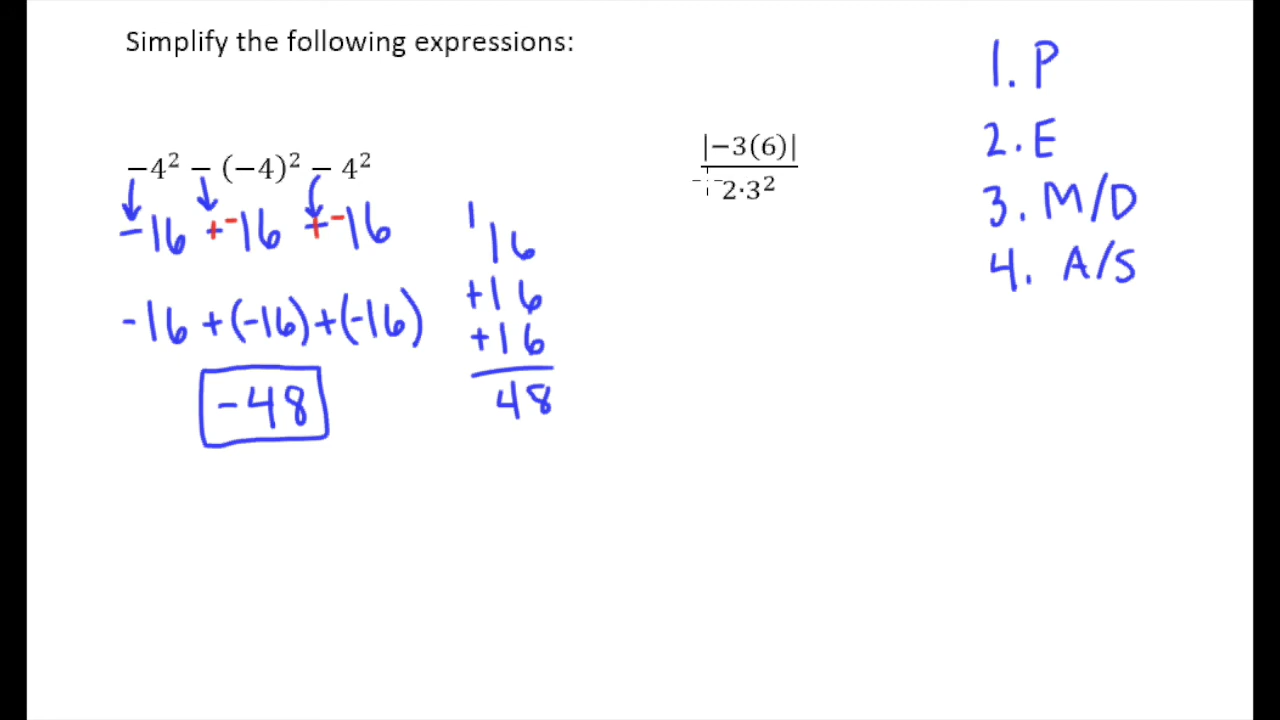 Simplify the following expressions:
−4² − (−4)² − 4²
-16 +-16 +-16
-16 + (-16) + (-16)
-48
1
16
+16
+16
48
|−3(6)|
2·3²
1. P
2. E
3. M/D
4. A/S